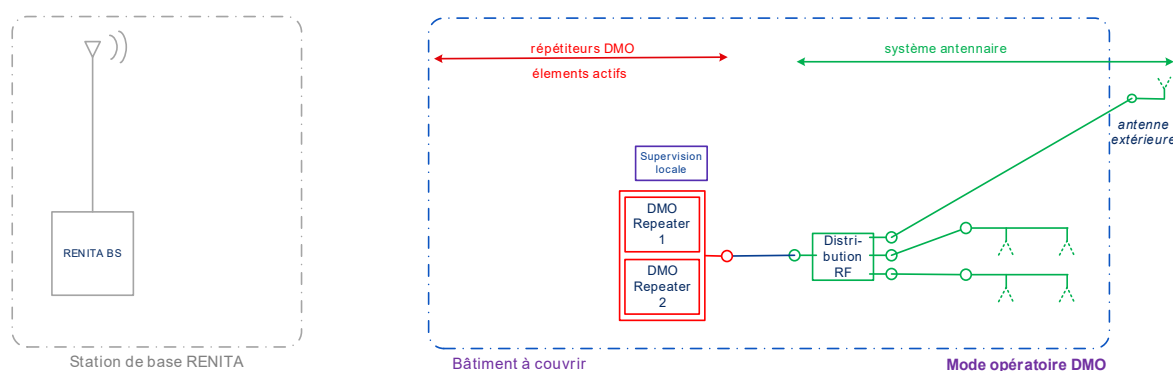 répétiteurs DMO
élements actifs
système antennaire
antenne
extérieure
Supervision
locale
DMO
Repeater
1
DMO
Repeater
2
Distri-
bution
RF
RENITA BS
Station de base RENITA
Bâtiment à couvrir
Mode opératoire DMO